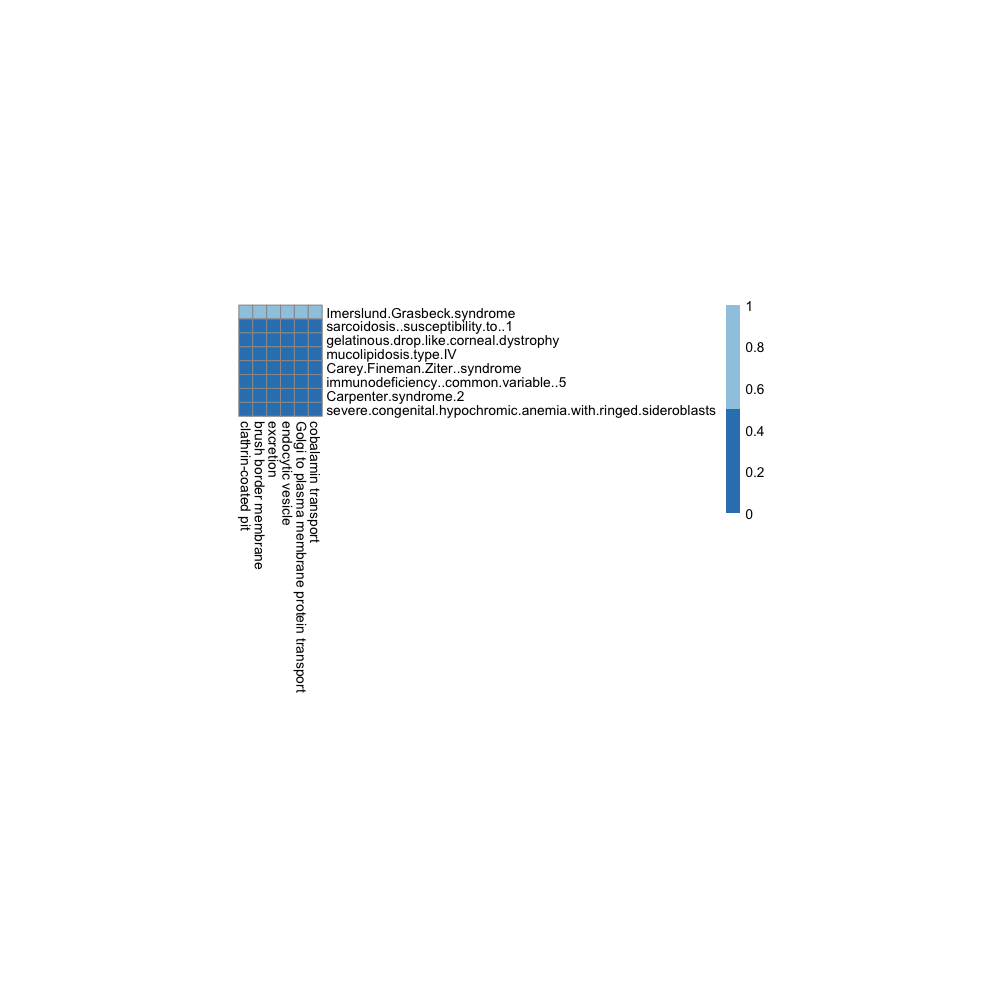 Imerslund.Grasbeck.syndrome
sarcoidosis..susceptibility.to..1
gelatinous.drop.like.corneal.dystrophy
mucolipidosis.type.IV
Carey.Fineman.Ziter..syndrome
immunodeficiency..common.variable..5
Carpenter.syndrome.2
severe.congenital.hypochromic.anemia.with.ringed.sideroblasts
clathrin-coated pit
brush border membrane
excretion
endocytic vesicle
Golgi to plasma membrane protein transport
cobalamin transport
1
0.8
0.6
0.4
0.2
0